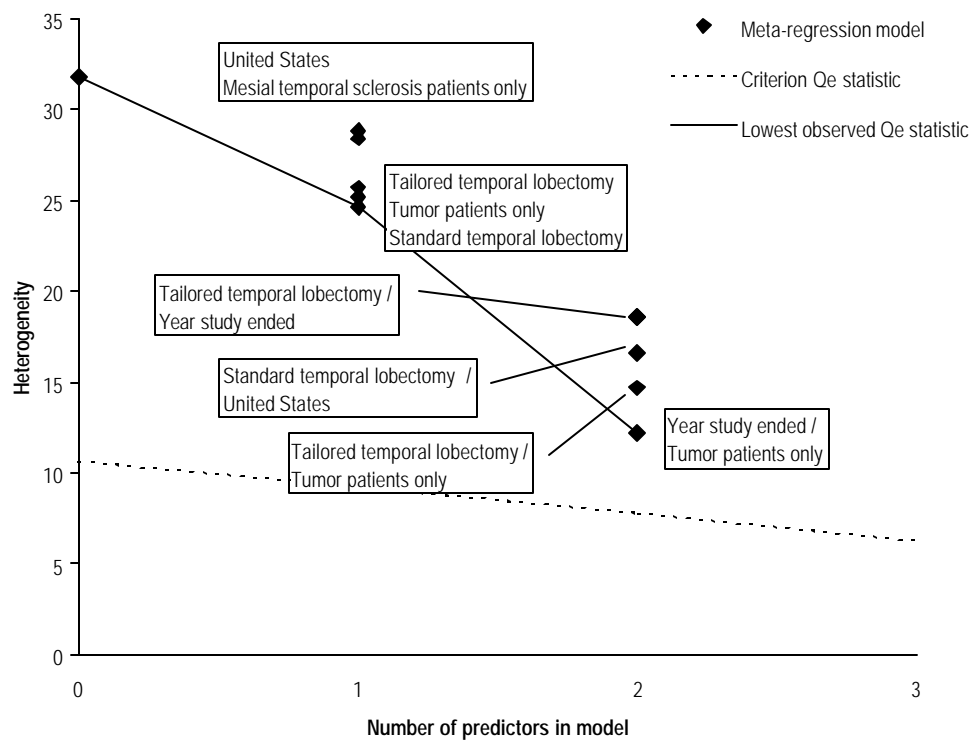 35
30
25
20
15
10
5
0
Heterogeneity
0
1
2
3
Number of predictors in model
Meta-regression model
Criterion Qe statistic
Lowest observed Qe statistic
United States
Mesial temporal sclerosis patients only
Tailored temporal lobectomy
Tumor patients only
Standard temporal lobectomy
Tailored temporal lobectomy /
Year study ended
Standard temporal lobectomy /
United States
Tailored temporal lobectomy /
Tumor patients only
Year study ended /
Tumor patients only